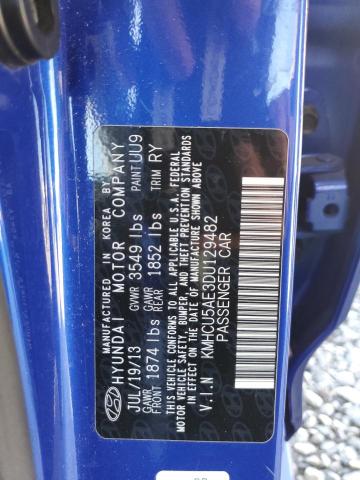 MANUFACTURED IN KOREA BY
HYUNDAI MOTOR COMPANY
JUL/19/13 GVWR 3549 lbs PAINT UU9
GAWR FRONT 1874 lbs GAWR REAR 1852 lbs TRIM RY
THIS VEHICLE CONFORMS TO ALL APPLICABLE U.S.A. FEDERAL
MOTOR VEHICLE SAFETY, BUMPER, AND THEFT PREVENTION
STANDARDS IN EFFECT ON THE DATE OF MANUFACTURE SHOWN ABOVE.
V.I.N KMHCU5AE3DU129482
PASSENGER CAR